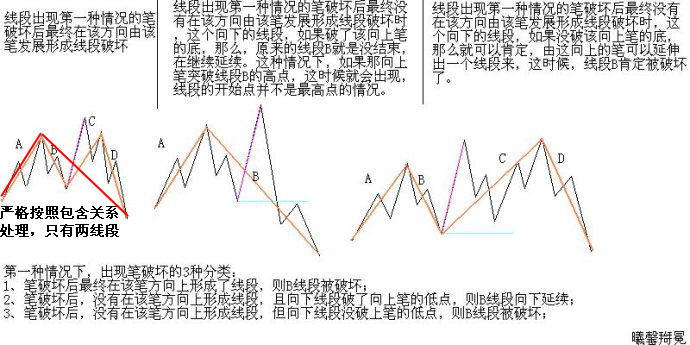 线段出现第一种情况的笔
破坏后最终在该方向由该
笔发展形成线段破坏
线段出现第一种情况的笔破坏后最终没有
在该方向由该笔发展形成线段破坏时
，这个向下的线段，如果破了该向上笔
的底，那么，原来的线段B就是没结束，
在继续延续。这种情况下，如果那向上
笔突破线段B的高点，这时候就会出现，
线段的开始点并不是最高点的情况。
线段出现第一种情况的笔破坏后最终没有
在该方向由该笔发展形成线段破坏时，这
个向下的线段，如果没破该向上笔的底，
那么就可以肯定，由这向上的笔可以延伸
出一个线段来，这时候，线段B肯定被破坏
了。
A
B
C
D
严格按照包含关系
处理，只有两线段
A
B
A
B
C
D
第一种情况下，出现笔破坏的3种分类；
1、笔破坏后最终在该笔方向上形成了线段，则B线段被破坏；
2、笔破坏后，没有在该笔方向上形成线段，且向下线段破了向上笔的低点，则B线段向下延续；
3、笔破坏后，没有在该笔方向上形成线段，但向下线段没破上笔的低点，则B线段被破坏；
曦馨搿冕